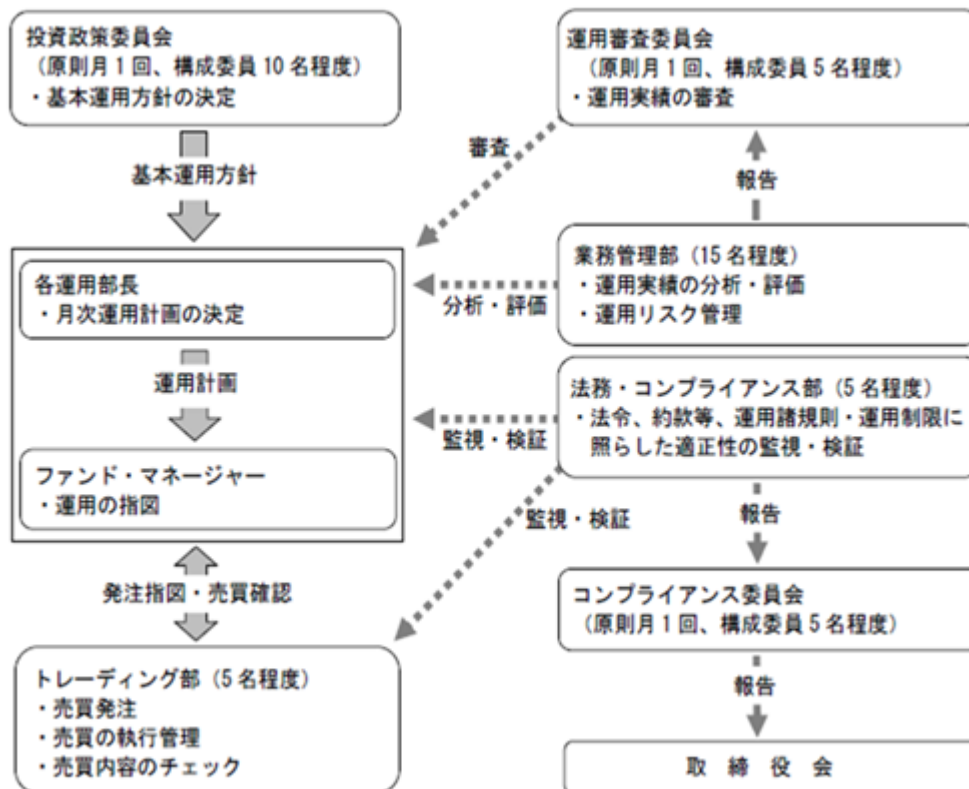 投資政策委員会
（原則月１回、構成委員10名程度）
・基本運用方針の決定
基本運用方針
各運用部長
・月次運用計画の決定
運用計画
ファンド・マネージャー
・運用の指図
発注指図・売買確認
トレーディング部（5名程度）
・売買発注
・売買の執行管理
・売買内容のチェック
運用審査委員会
（原則月１回、構成委員5名程度）
・運用実績の審査
審査
報告
業務管理部（15名程度）
・運用実績の分析・評価
・運用リスク管理
分析・評価
法務・コンプライアンス部（5名程度）
・法令、約款等、運用諸規則・運用制限に
照らした適正性の監視・検証
監視・検証
監視・検証
報告
コンプライアンス委員会
（原則月１回、構成委員5名程度）
報告
取締役会